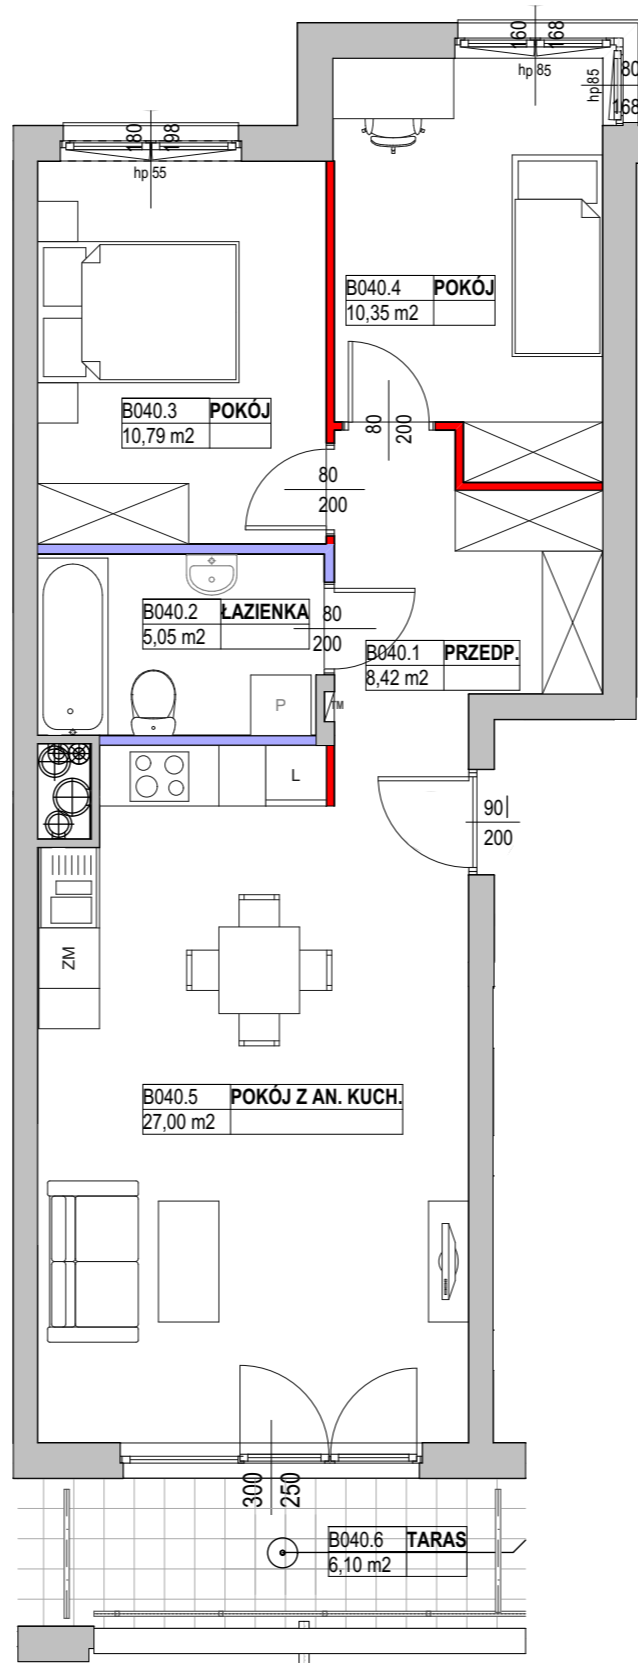 160 168
hp 85
hp 85
80
168
180 198
hp 55
B040.4 POKÓJ
10,35 m2
B040.3 POKÓJ
10,79 m2
80
200
80
200
B040.2 ŁAZIENKA
5,05 m2
80
200
B040.1 PRZEDP.
8,42 m2
P
TM
L
90
200
ZM
B040.5 POKÓJ Z AN. KUCH.
27,00 m2
300 250
B040.6 TARAS
6,10 m2